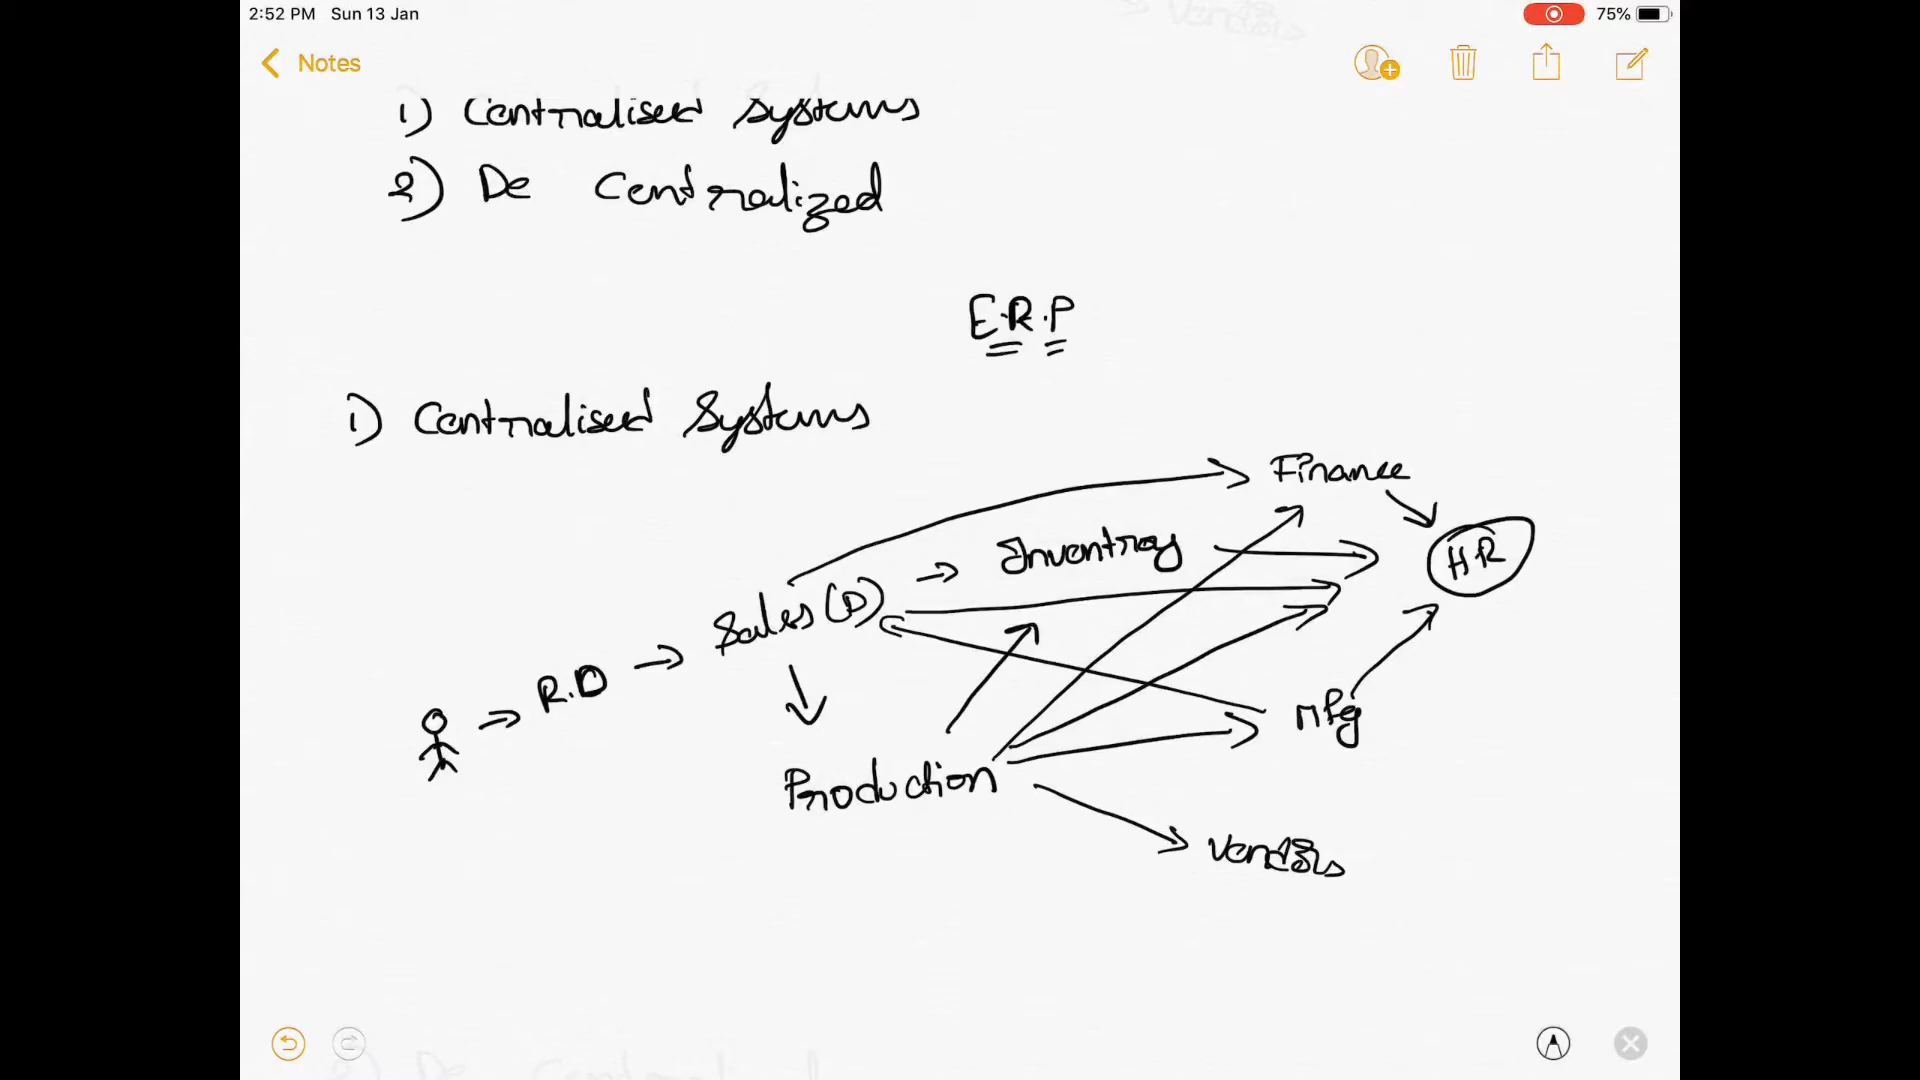 2:52 PM Sun 13 Jan 75%
Notes
1) Centralised Systems
2) De Centralized
E.R.P
1) Centralised Systems
Finance
Inventroy
HR
Sales (D)
R.D
Mfg
Production
Vendors